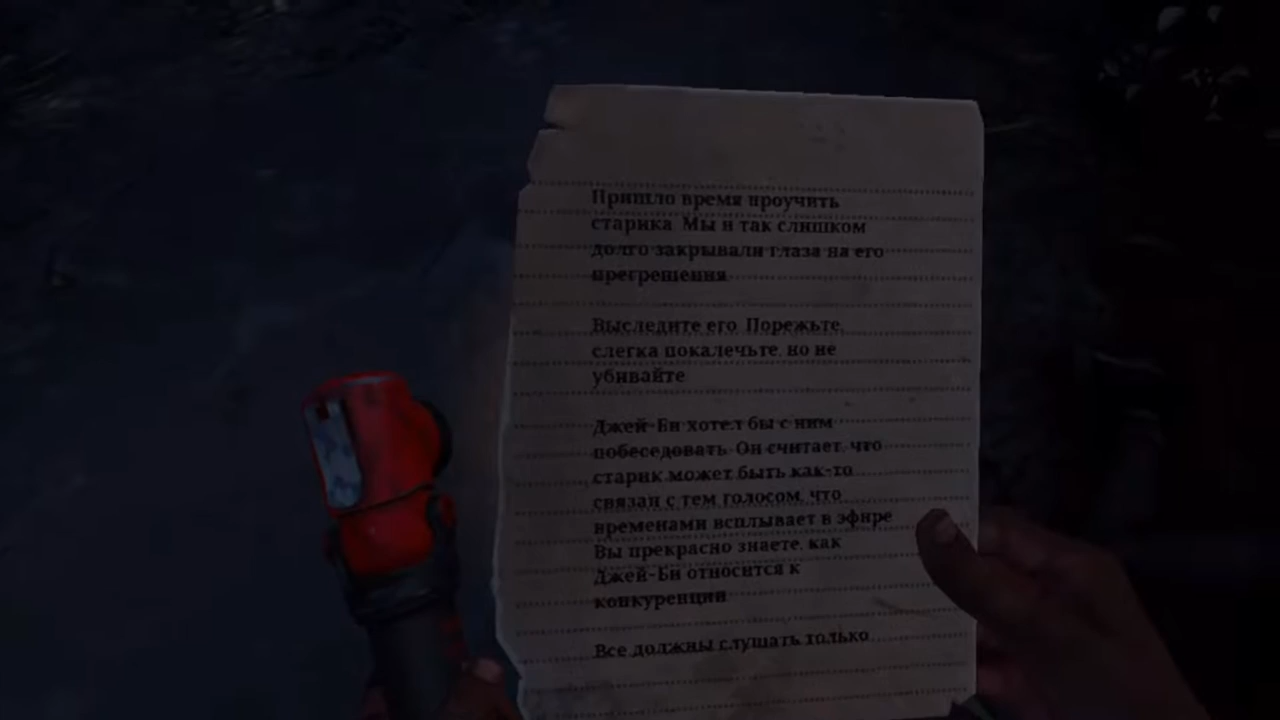 Пришло время проучить
старика. Мы и так слишком
долго закрывали глаза на его
прегрешения.
Выследите его. Порежьте,
слегка покалечьте, но не
убивайте.
Джей-Би хотел бы с ним
побеседовать. Он считает, что
старик может быть как-то
связан с тем голосом, что
временами всплывает в эфире.
Вы прекрасно знаете, как
Джей-Би относится к
конкуренции.
Все должны слушать только